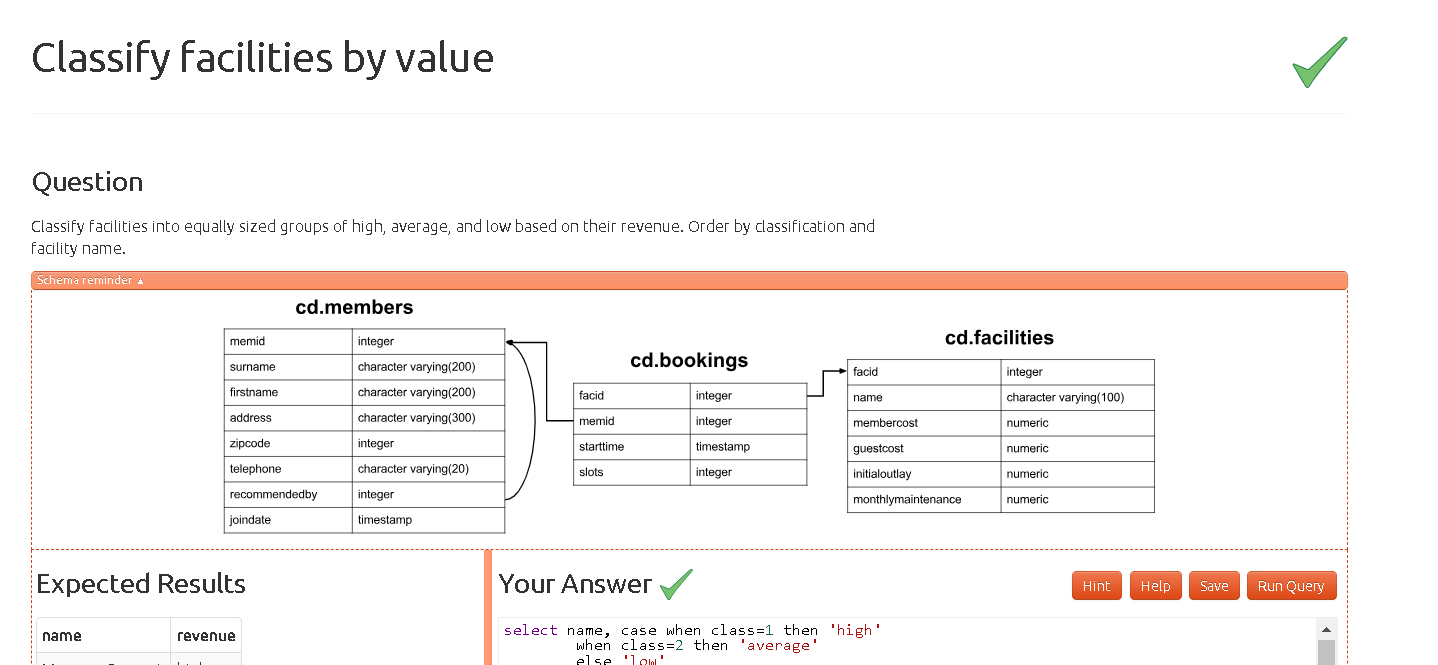 Classify facilities by value
Question
Classify facilities into equally sized groups of high, average, and low based on their revenue. Order by classification and
facility name.
Schema reminder ▴
cd.members
memid integer
surname character varying(200)
firstname character varying(200)
address character varying(300)
zipcode integer
telephone character varying(20)
recommendedby integer
joindate timestamp
cd.bookings
facid integer
memid integer
starttime timestamp
slots integer
cd.facilities
facid integer
name character varying(100)
membercost numeric
guestcost numeric
initialoutlay numeric
monthlymaintenance numeric
Expected Results
name revenue
Your Answer
Hint Help Save Run Query
select name, case when class=1 then 'high'
when class=2 then 'average'
else 'low'